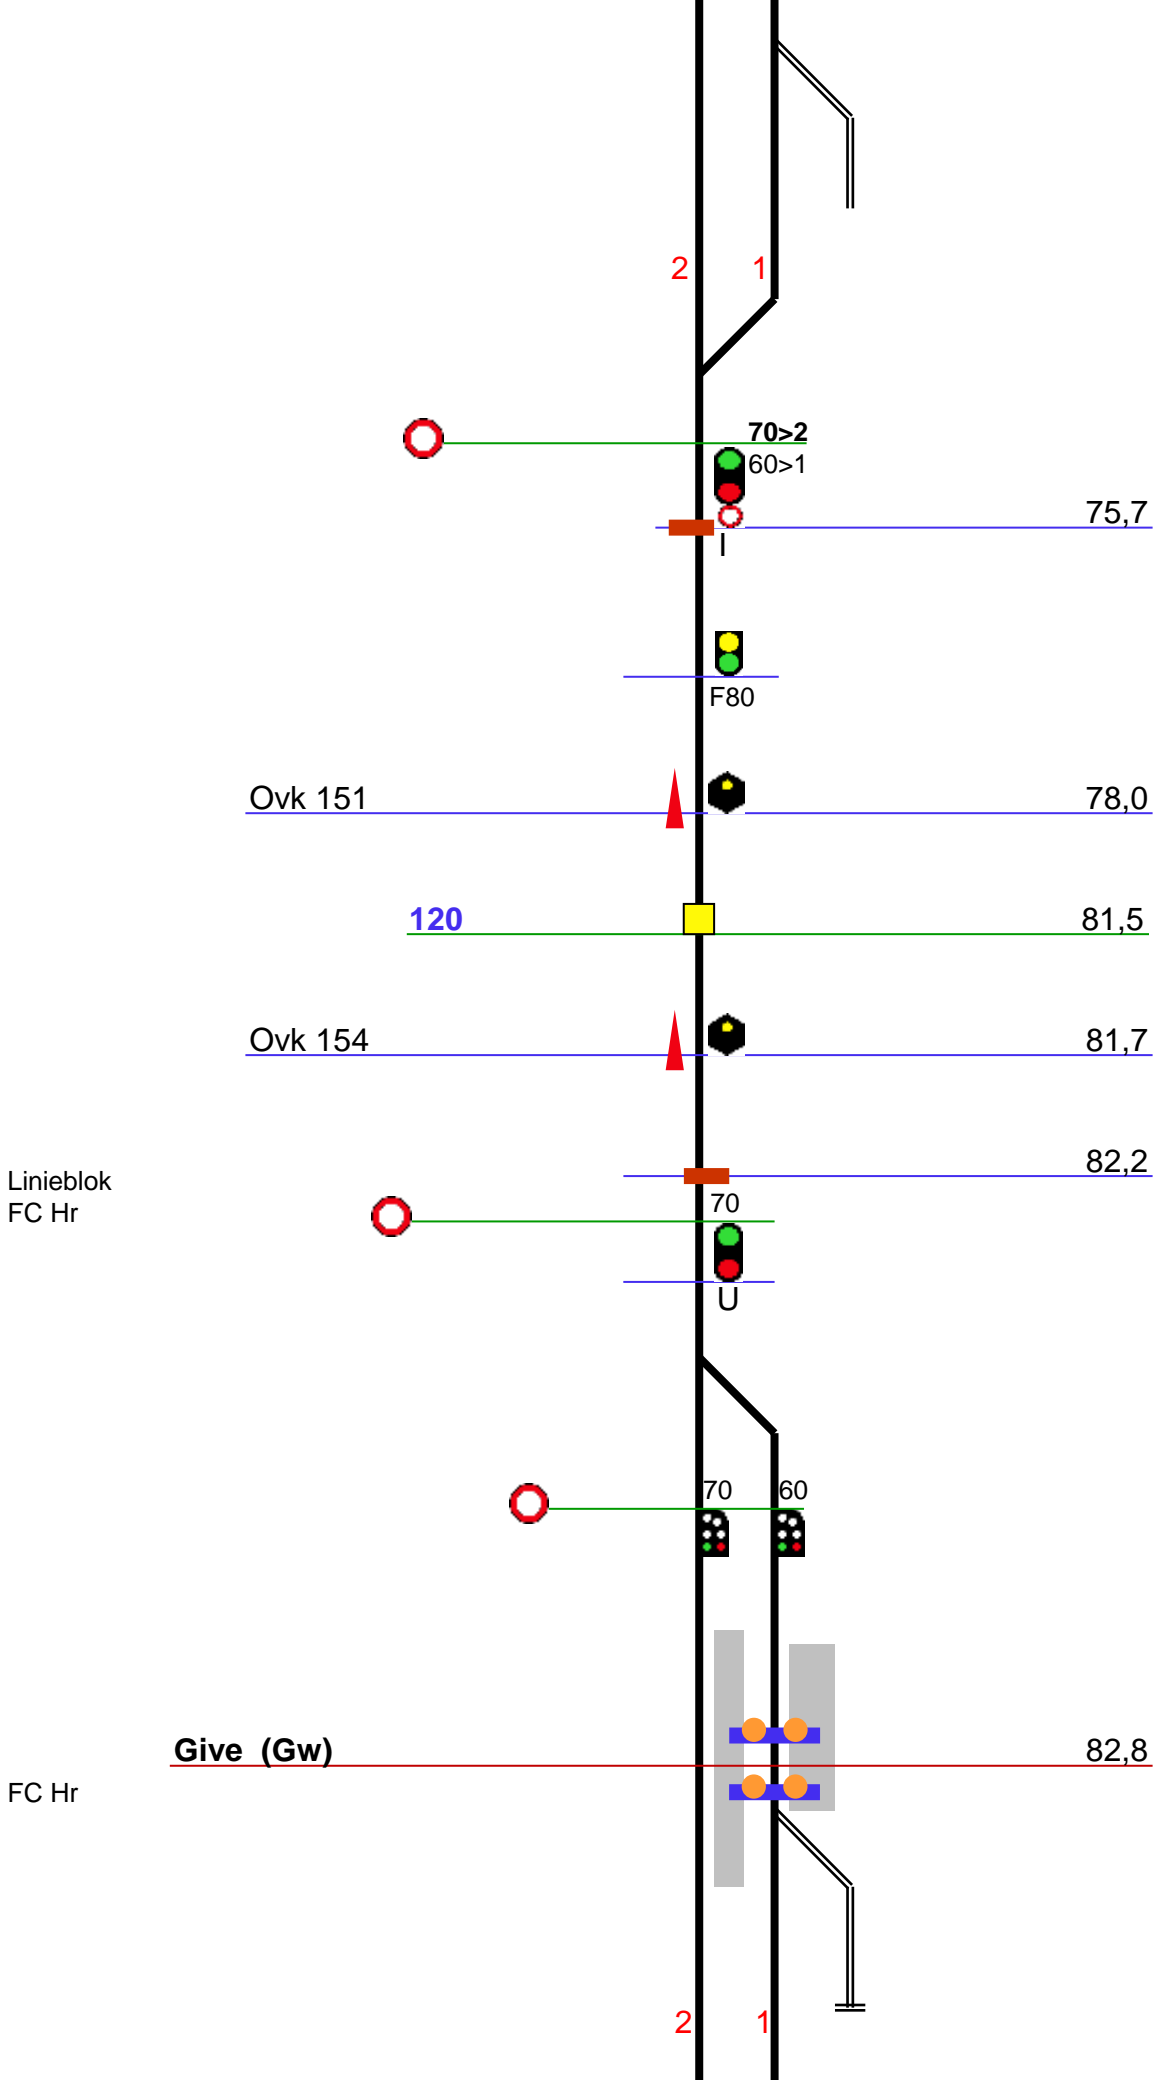 2 1
70>2
60>1
75,7
I
F80
Ovk 151 78,0
120 81,5
Ovk 154 81,7
82,2
Linieblok
FC Hr
70
U
70 60
Give (Gw) 82,8
FC Hr
2 1